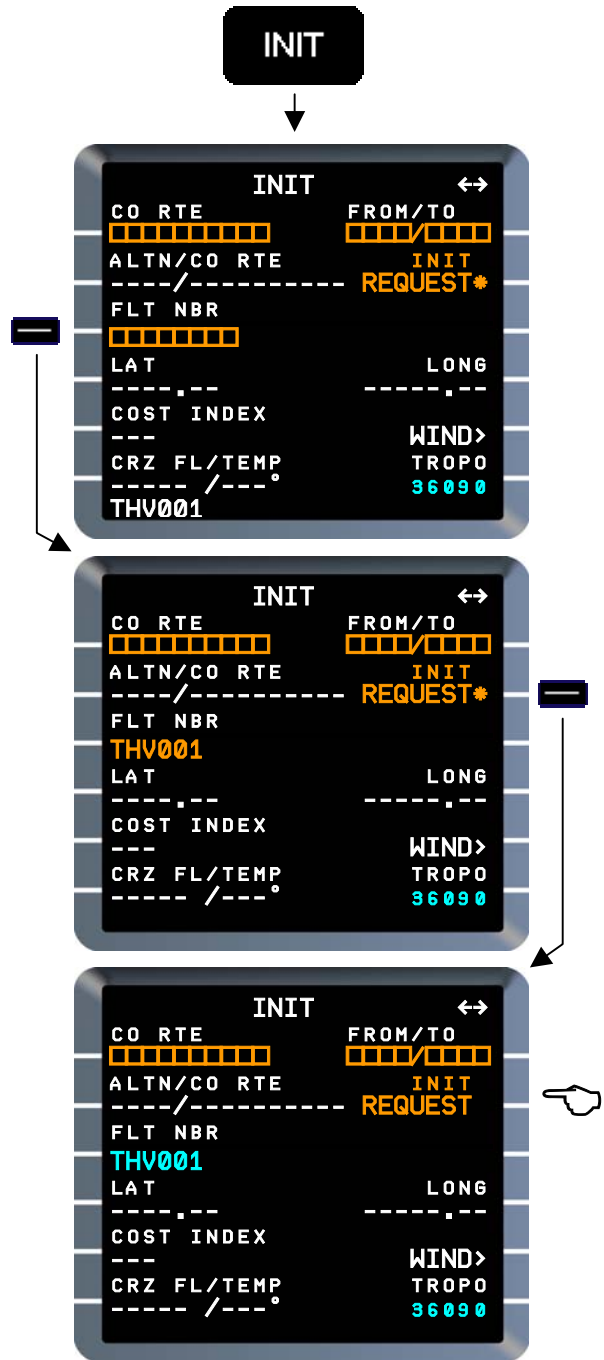 INIT
INIT ←→
CO RTE FROM/TO
□□□□□□□□□□ □□□□/□□□□
ALTN/CO RTE INIT
----/---------- REQUEST*
FLT NBR
□□□□□□□□
LAT LONG
----.-- -----.--
COST INDEX
--- WIND>
CRZ FL/TEMP TROPO
----- /---° 36090
THV001
INIT ←→
CO RTE FROM/TO
□□□□□□□□□□ □□□□/□□□□
ALTN/CO RTE INIT
----/---------- REQUEST*
FLT NBR
THV001
LAT LONG
----.-- -----.--
COST INDEX
--- WIND>
CRZ FL/TEMP TROPO
----- /---° 36090
INIT ←→
CO RTE FROM/TO
□□□□□□□□□□ □□□□/□□□□
ALTN/CO RTE INIT
----/---------- REQUEST
FLT NBR
THV001
LAT LONG
----.-- -----.--
COST INDEX
--- WIND>
CRZ FL/TEMP TROPO
----- /---° 36090